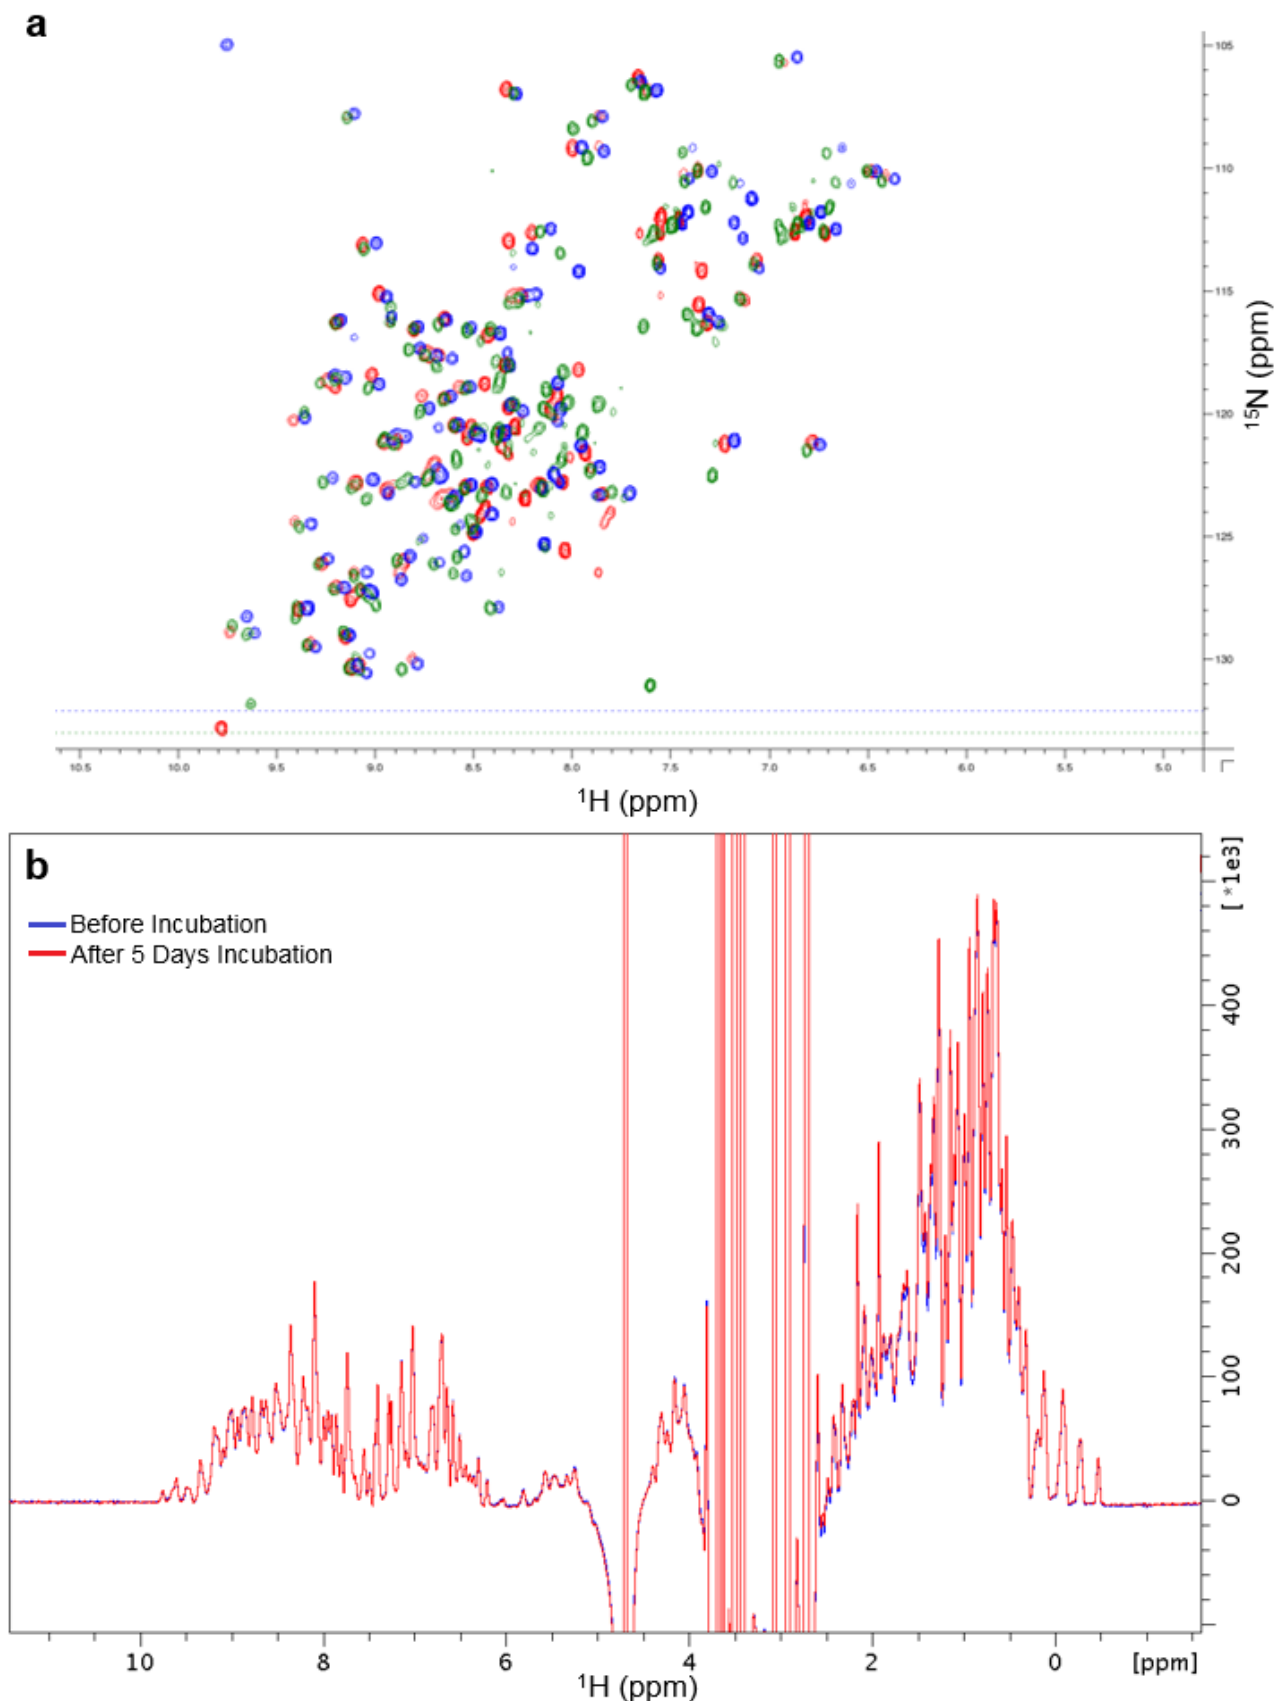 a
105
110
115
120
125
130
¹⁵N (ppm)
10.5 10.0 9.5 9.0 8.5 8.0 7.5 7.0 6.5 6.0 5.5 5.0
¹H (ppm)
b
[ *1e3]
Before Incubation
After 5 Days Incubation
400
300
200
100
0
10 8 6 4 2 0 [ppm]
¹H (ppm)